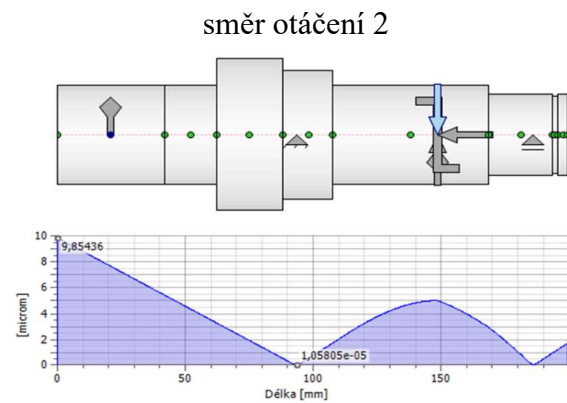 směr otáčení 2
10
9,85436
8
6
4
2
0
[microm]
1,05805e-05
0 50 100 150
Délka [mm]